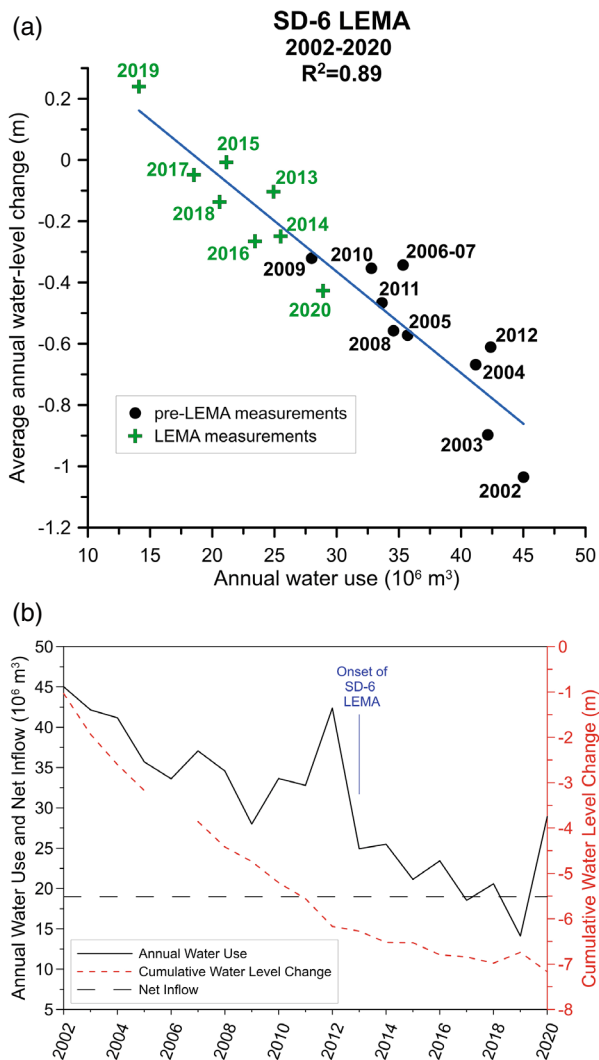 (a)
SD-6 LEMA
2002-2020
R²=0.89
Average annual water-level change (m)
0.2
0
-0.2
-0.4
-0.6
-0.8
-1
-1.2
2019
2015
2017
2013
2018
2014
2016
2009
2010
2006-07
2011
2020
2008
2005
2012
2004
2003
2002
pre-LEMA measurements
LEMA measurements
10 15 20 25 30 35 40 45 50
Annual water use (10⁶ m³)
(b)
Annual Water Use and Net Inflow (10⁶ m³)
50
45
40
35
30
25
20
15
10
5
Onset of
SD-6
LEMA
Annual Water Use
Cumulative Water Level Change
Net Inflow
0
-1
-2
-3
-4
-5
-6
-7
-8
Cumulative Water Level Change (m)
2002 2004 2006 2008 2010 2012 2014 2016 2018 2020